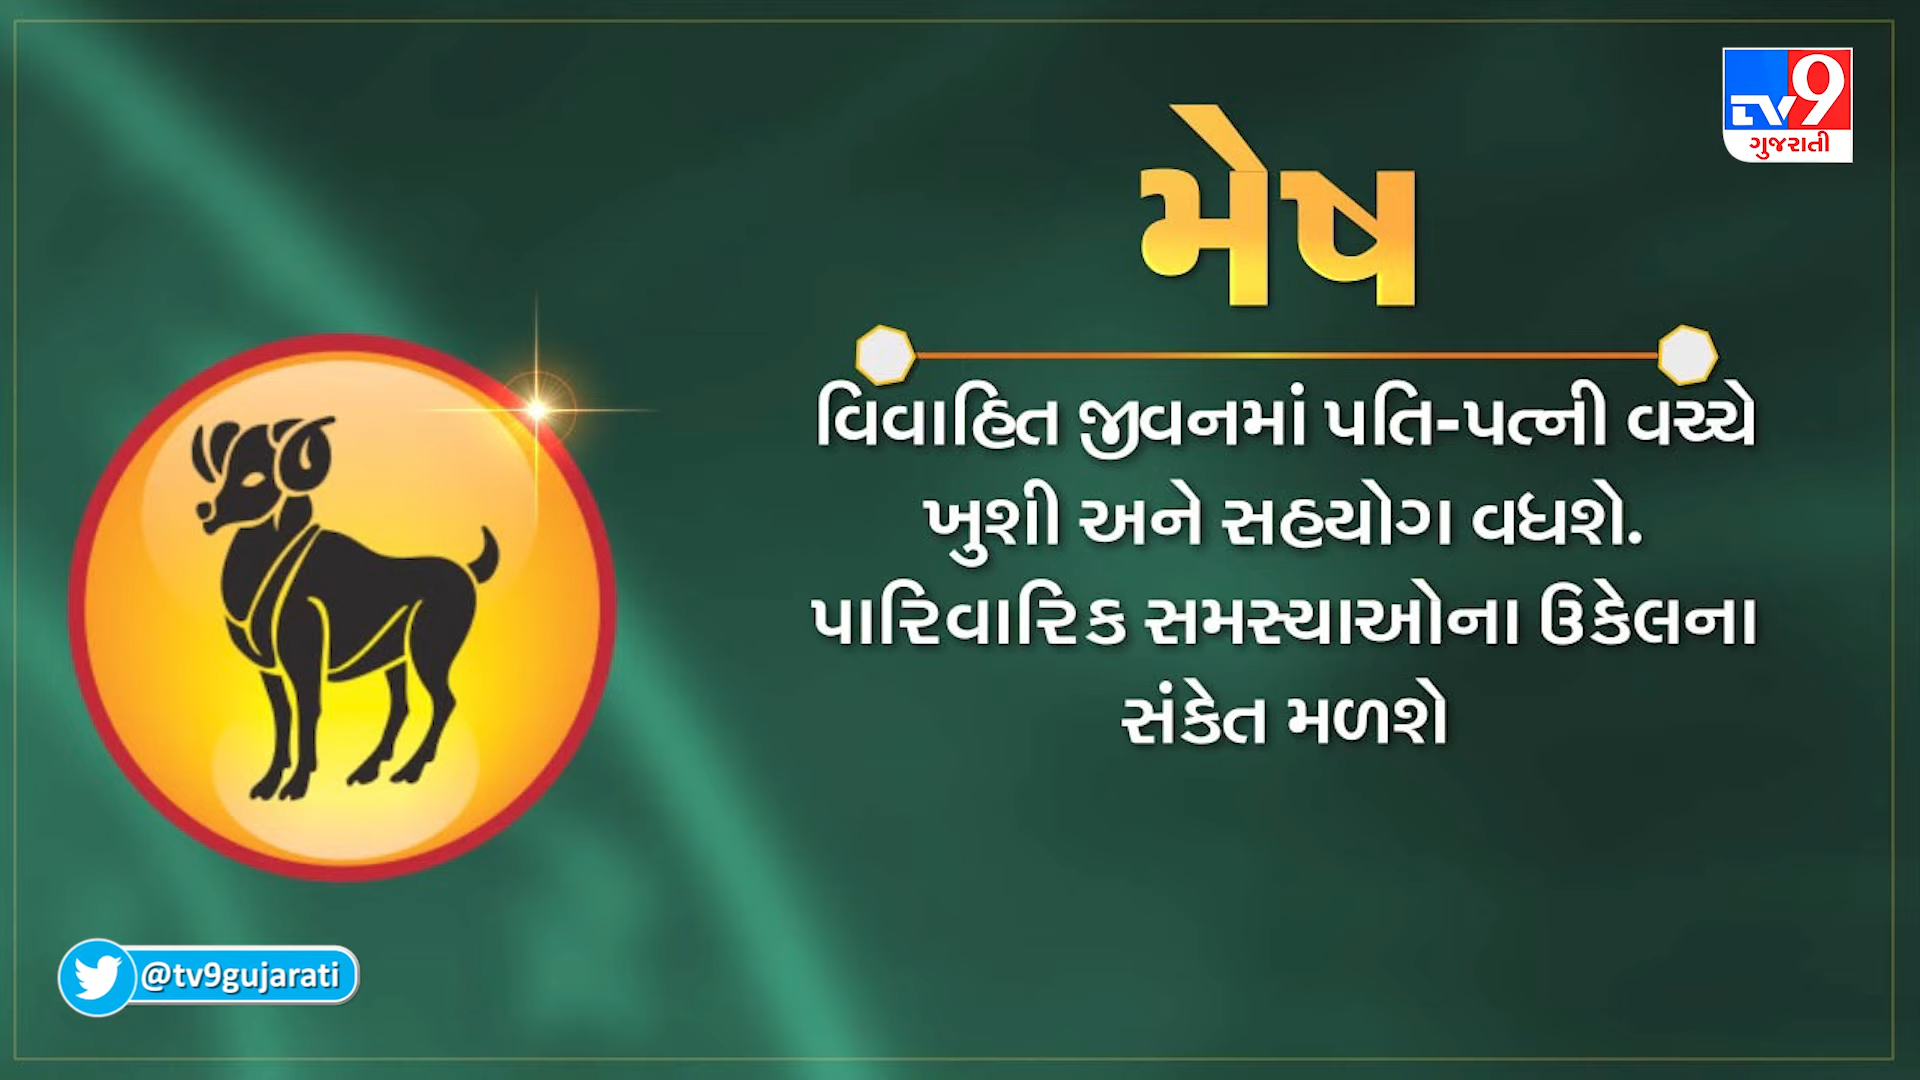 TV9
ગુજરાતી
મેષ
વિવાહિત જીવનમાં પતિ-પત્ની વચ્ચે
ખુશી અને સહયોગ વધશે.
પારિવારિક સમસ્યાઓના ઉકેલના
સંકેત મળશે
@tv9gujarati